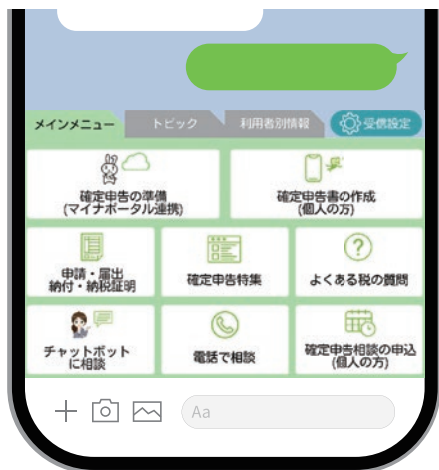 メインメニュー
トピック
利用者別情報
受信設定
確定申告の準備
(マイナポータル連携)
確定申告書の作成
(個人の方)
申請・届出
納付・納税証明
確定申告特集
よくある税の質問
チャットボット
に相談
電話で相談
確定申告相談の申込
(個人の方)
Aa